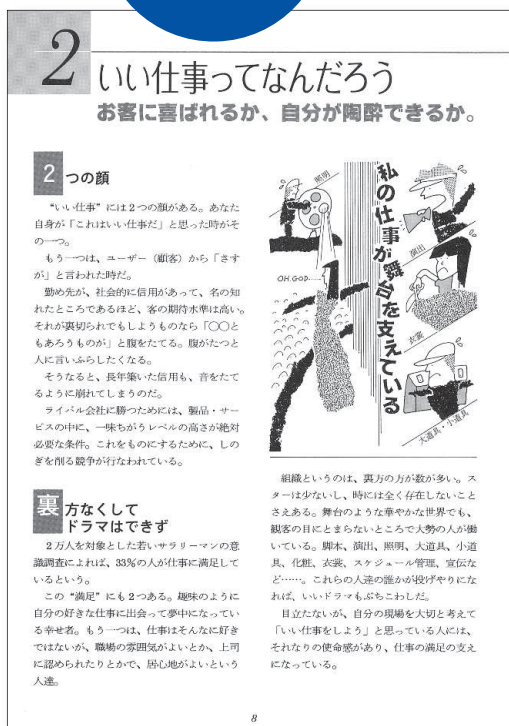 2
いい仕事ってなんだろう
お客に喜ばれるか、自分が陶酔できるか。
2つの顔
“いい仕事”には2つの顔がある。あなた
自身が「これはいい仕事だ」と思った時がそ
の一つ。
もう一つは、ユーザー（顧客）から「さす
が」と言われた時だ。
勤め先が、社会的に信用があって、名の知
れたところであるほど、客の期待水準は高い。
それが裏切られでもしようものなら「○○と
もあろうものが」と腹をたてる。腹がたつと
人に言いふらしたくなる。
そうなると、長年築いた信用も、音をたて
るように崩れてしまうのだ。
ライバル会社に勝つためには、製品・サー
ビスの中に、一味ちがうレベルの高さが絶対
必要な条件。これをものにするために、しの
ぎを削る競争が行なわれている。
裏方なくして
ドラマはできず
2万人を対象とした若いサラリーマンの意
識調査によれば、33%の人が仕事に満足して
いるという。
この“満足”にも2つある。趣味のように
自分の好きな仕事に出会って夢中になってい
る幸せ者。もう一つは、仕事はそんなに好き
ではないが、職場の雰囲気がよいとか、上司
に認められたりとかで、居心地がよいという
人達。
私の仕事が舞台を支えている
照明
OH.GOD
演出
衣裳
大道具・小道具
組織というのは、裏方の方が数が多い。ス
ターは少ないし、時には全く存在しないこと
さえある。舞台のような華やかな世界でも、
観客の目にとまらないところで大勢の人が働
いている。脚本、演出、照明、大道具、小道
具、化粧、衣裳、スケジュール管理、宣伝な
ど……。これらの人達の誰かが投げやりにな
れば、いいドラマもぶちこわしだ。
目立たないが、自分の現場を大切と考えて
「いい仕事をしよう」と思っている人には、
それなりの使命感があり、仕事の満足の支え
になっている。
8